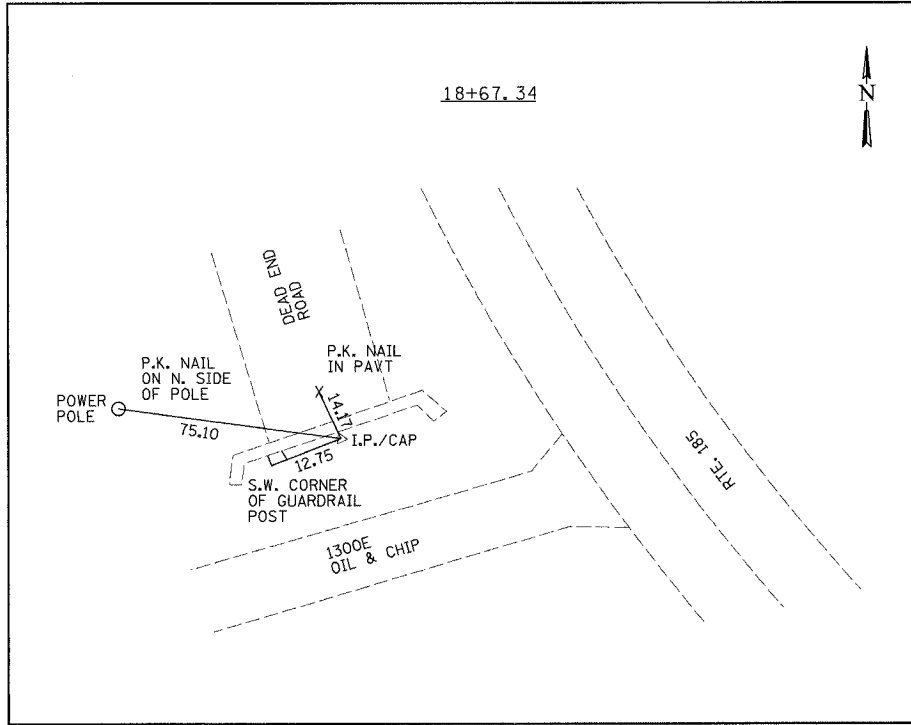 18+67.34
N
DEAD END
ROAD
P.K. NAIL
IN PAVT
P.K. NAIL
ON N. SIDE
OF POLE
POWER
POLE
14.17
75.10
I.P./CAP
12.75
S.W. CORNER
OF GUARDRAIL
POST
RTE. 185
1300E
OIL & CHIP